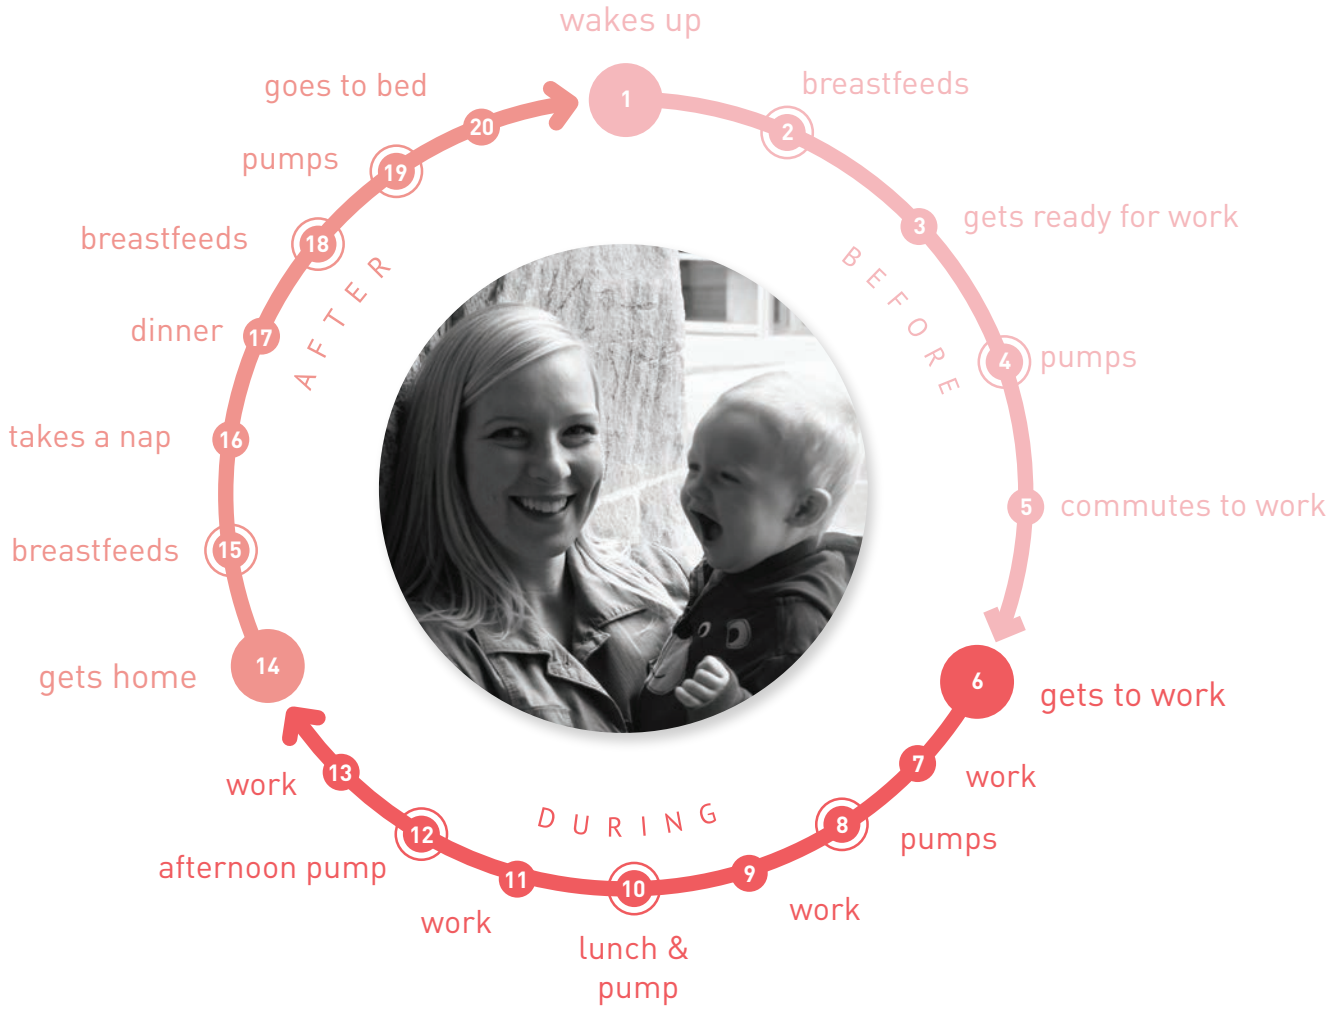 wakes up
1
breastfeeds
2
gets ready for work
3
pumps
4
commutes to work
5
BEFORE
gets to work
6
work
7
pumps
8
work
9
lunch &
pump
10
work
11
afternoon pump
12
work
13
DURING
gets home
14
breastfeeds
15
takes a nap
16
dinner
17
breastfeeds
18
pumps
19
goes to bed
20
AFTER